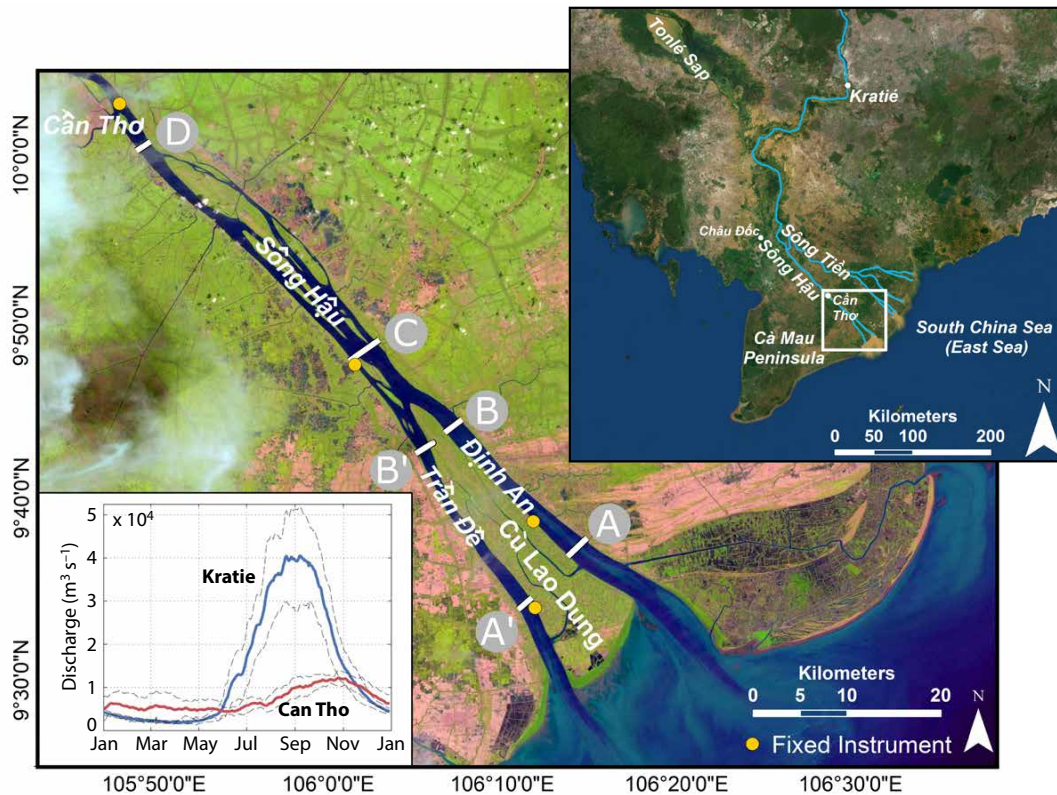 Tonlé Sap
Kratié
Châu Đốc
Sông Tiền
Sông Hậu
Cần
Thơ
Cà Mau
Peninsula
South China Sea
(East Sea)
N
Kilometers
0 50 100 200
10°0'0"N
9°50'0"N
9°40'0"N
9°30'0"N
Cần Thơ
D
Sông Hậu
C
B
B'
Định An
Trần Đề
Cù Lao Dung
A
A'
x 10⁴
5
4
3
2
1
0
Discharge (m³ s⁻¹)
Kratie
Can Tho
Jan Mar May Jul Sep Nov Jan
Kilometers
0 5 10 20
N
Fixed Instrument
105°50'0"E 106°0'0"E 106°10'0"E 106°20'0"E 106°30'0"E